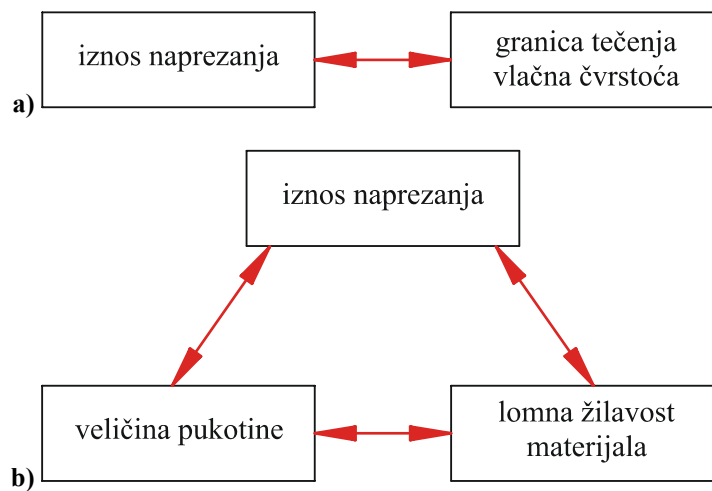 iznos naprezanja
granica tečenja
vlačna čvrstoća
a)
iznos naprezanja
veličina pukotine
lomna žilavost
materijala
b)